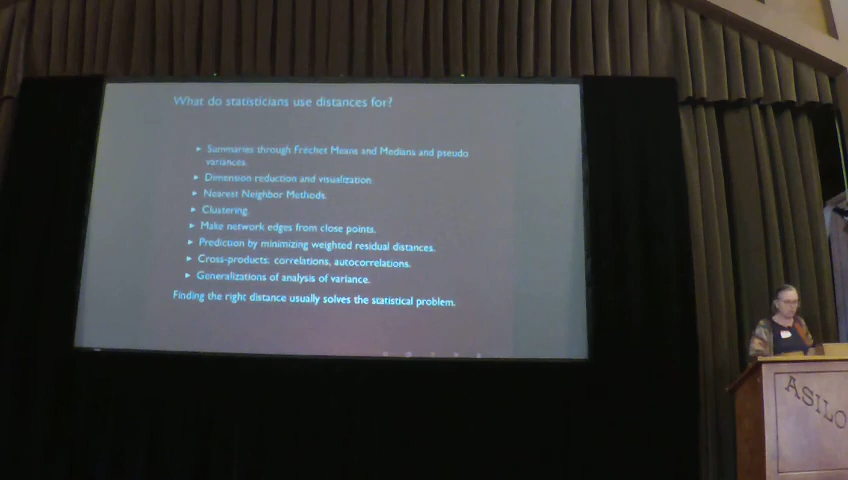 What do statisticians use distances for?
▸ Summaries through Fréchet Means and Medians and pseudo
variances.
▸ Dimension reduction and visualization.
▸ Nearest Neighbor Methods.
▸ Clustering.
▸ Make network edges from close points.
▸ Prediction by minimizing weighted residual distances.
▸ Cross-products: correlations, autocorrelations.
▸ Generalizations of analysis of variance.
Finding the right distance usually solves the statistical problem.
ASILO